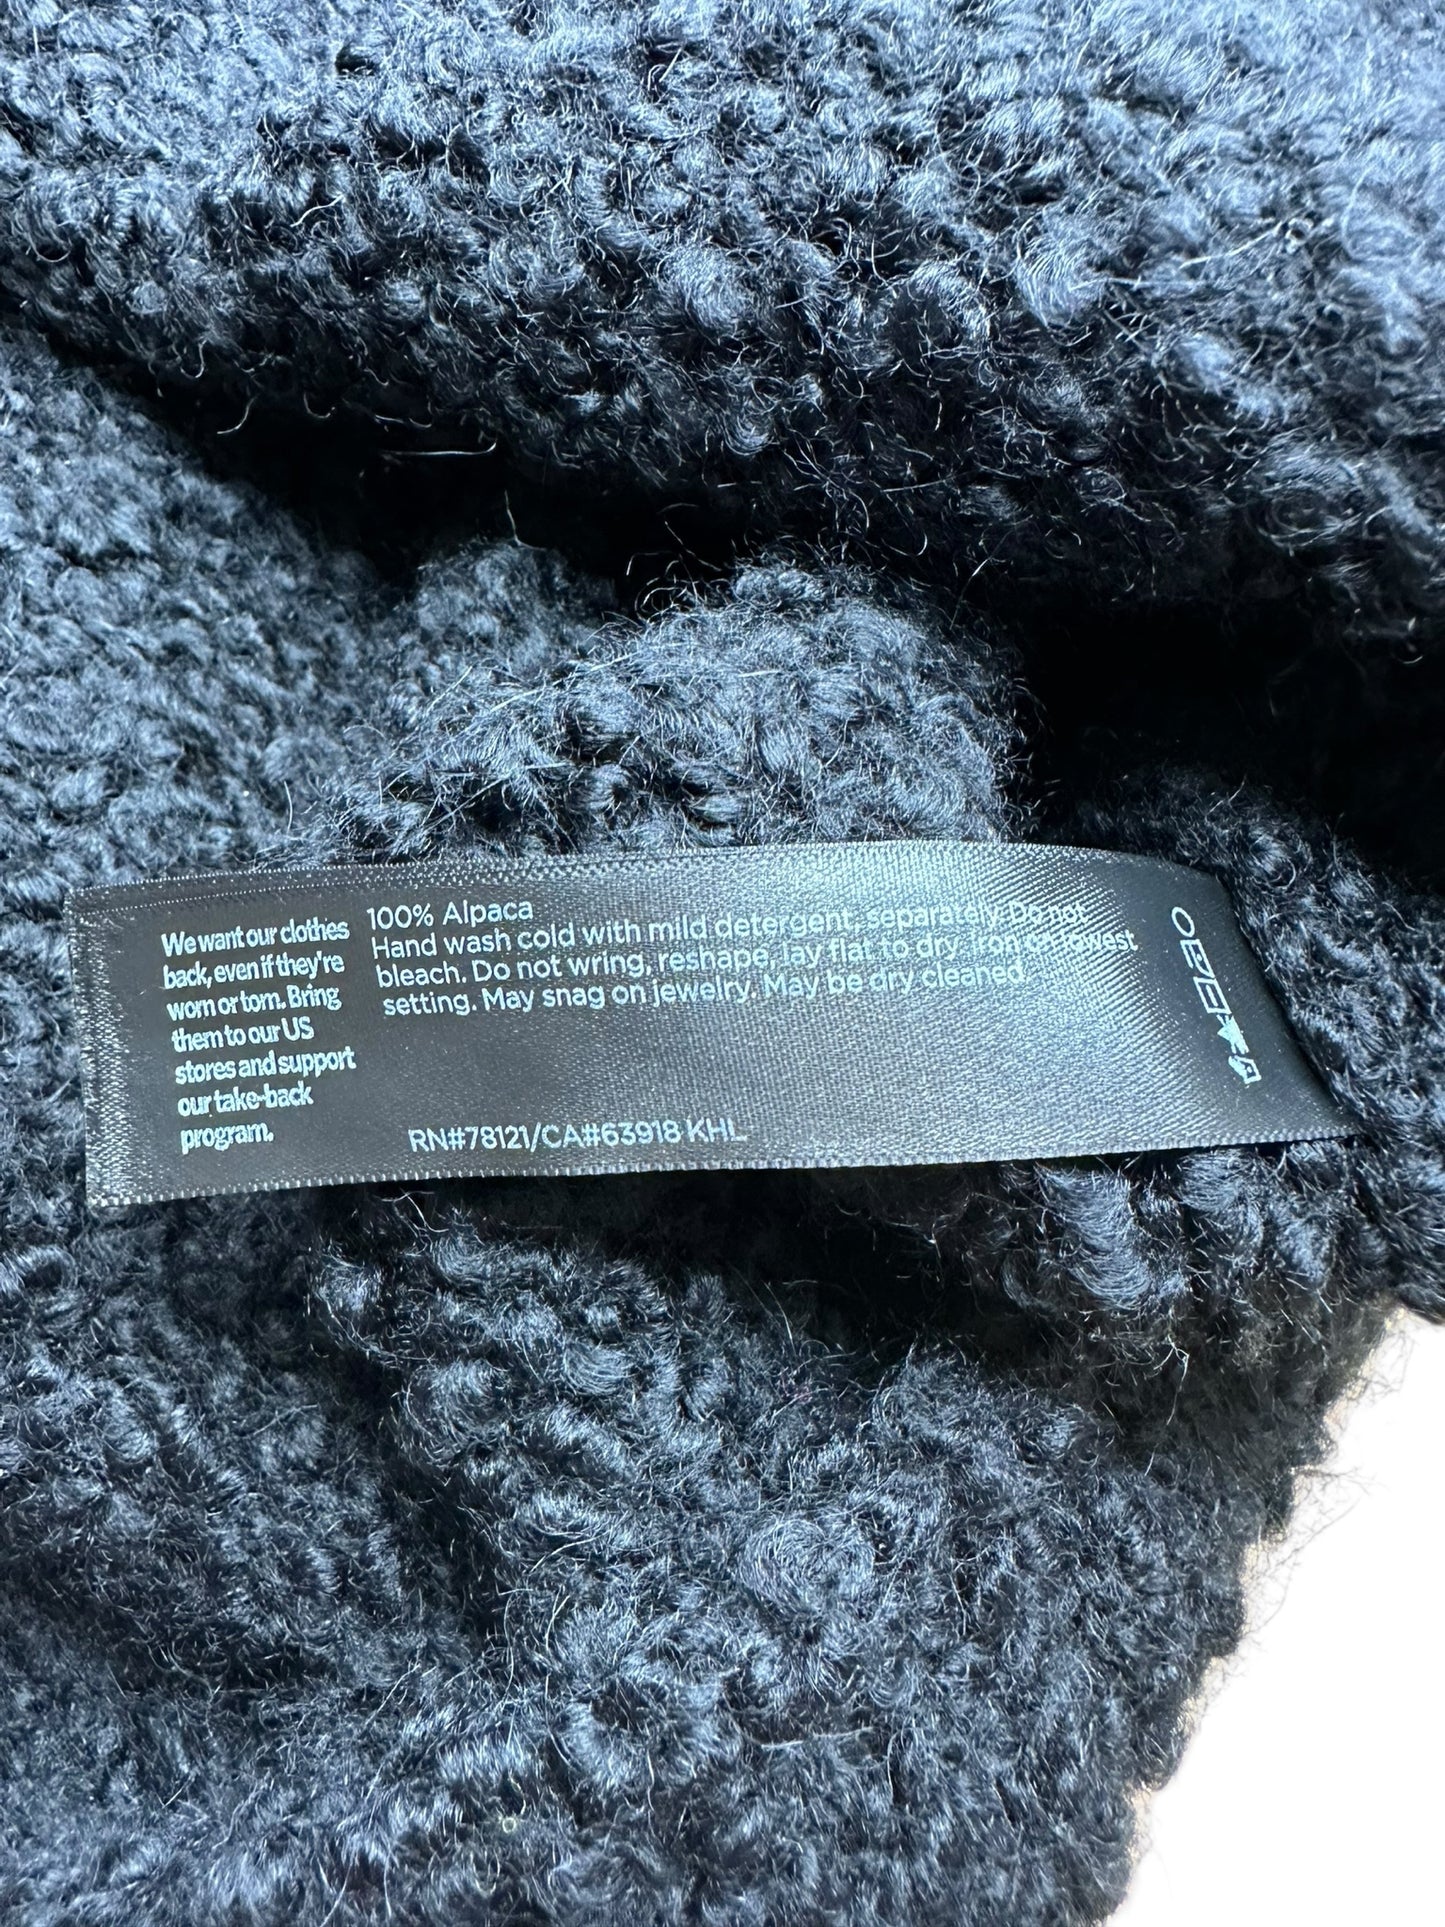 We want our clothes
back, even if they're
worn or torn. Bring
them to our US
stores and support
our take-back
program.
100% Alpaca
Hand wash cold with mild detergent, separately. Do not
bleach. Do not wring, reshape, lay flat to dry. Iron on lowest
setting. May snag on jewelry. May be dry cleaned
RN#78121/CA#63918 KHL